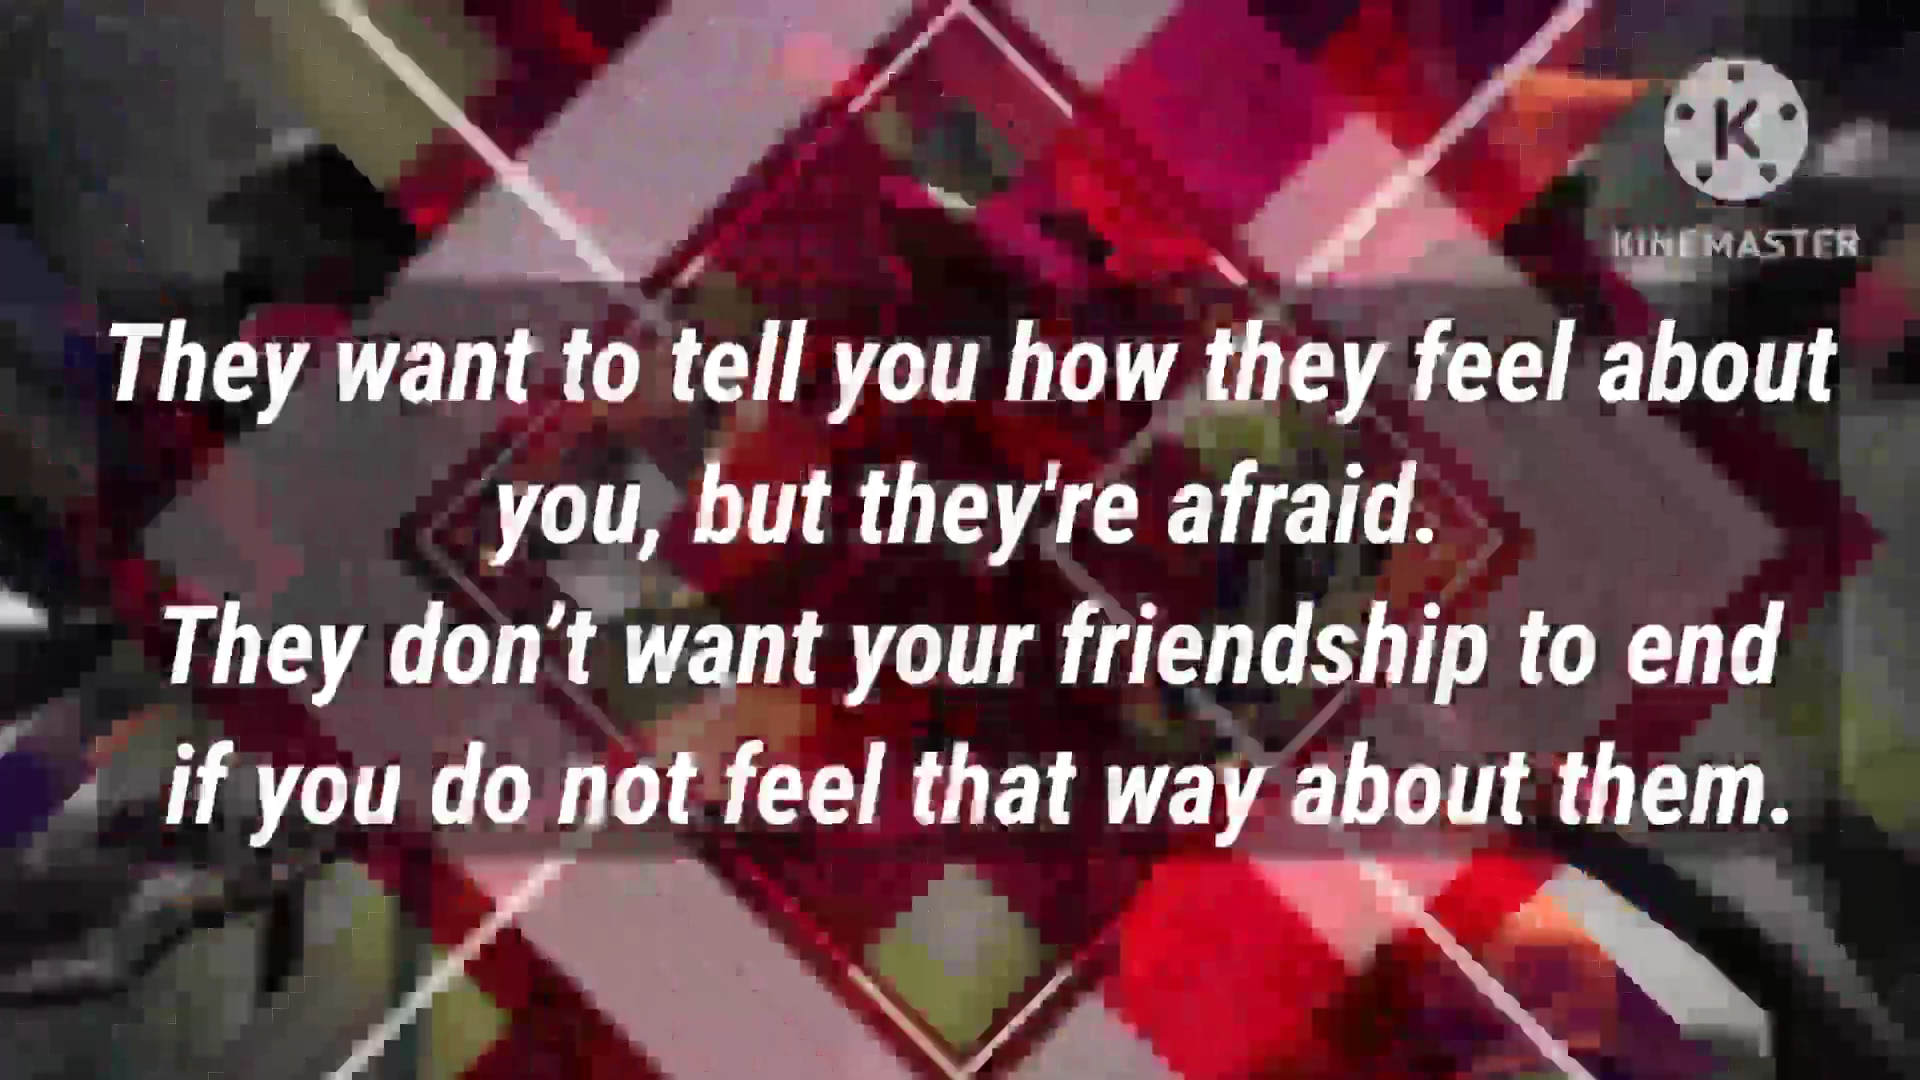 K
KINEMASTER
They want to tell you how they feel about
you, but they're afraid.
They don’t want your friendship to end
if you do not feel that way about them.